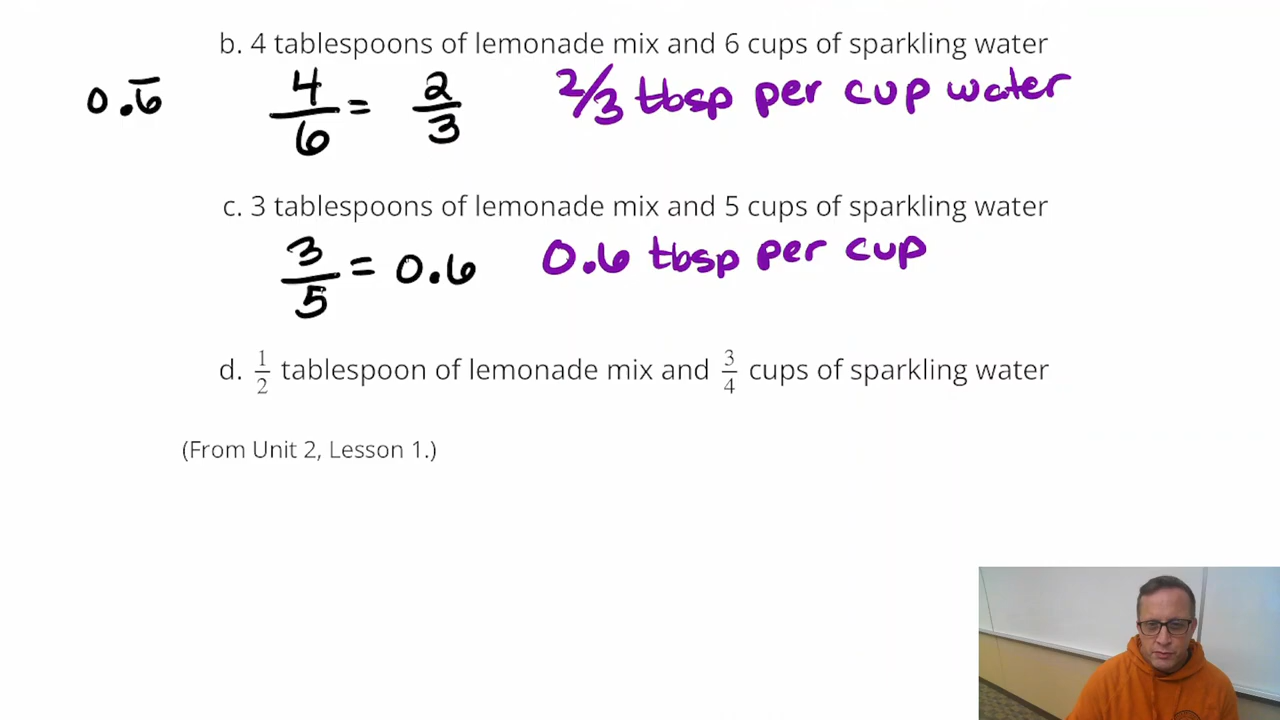 b. 4 tablespoons of lemonade mix and 6 cups of sparkling water
0.6̅ 4/6 = 2/3 2/3 tbsp per cup water
c. 3 tablespoons of lemonade mix and 5 cups of sparkling water
3/5 = 0.6 0.6 tbsp per cup
d. 1/2 tablespoon of lemonade mix and 3/4 cups of sparkling water
(From Unit 2, Lesson 1.)